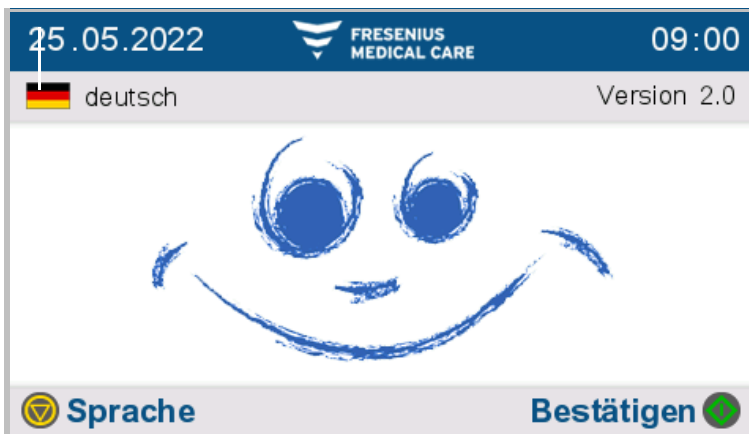 25.05.2022 FRESENIUS MEDICAL CARE 09:00
deutsch Version 2.0
Sprache Bestätigen